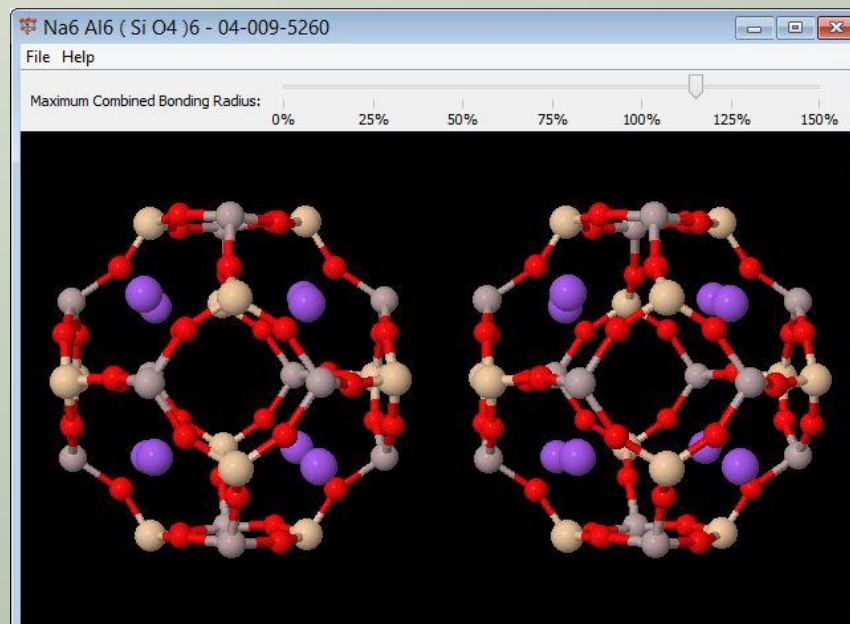 Na6 Al6 ( Si O4 )6 - 04-009-5260
File Help
Maximum Combined Bonding Radius:
0% 25% 50% 75% 100% 125% 150%